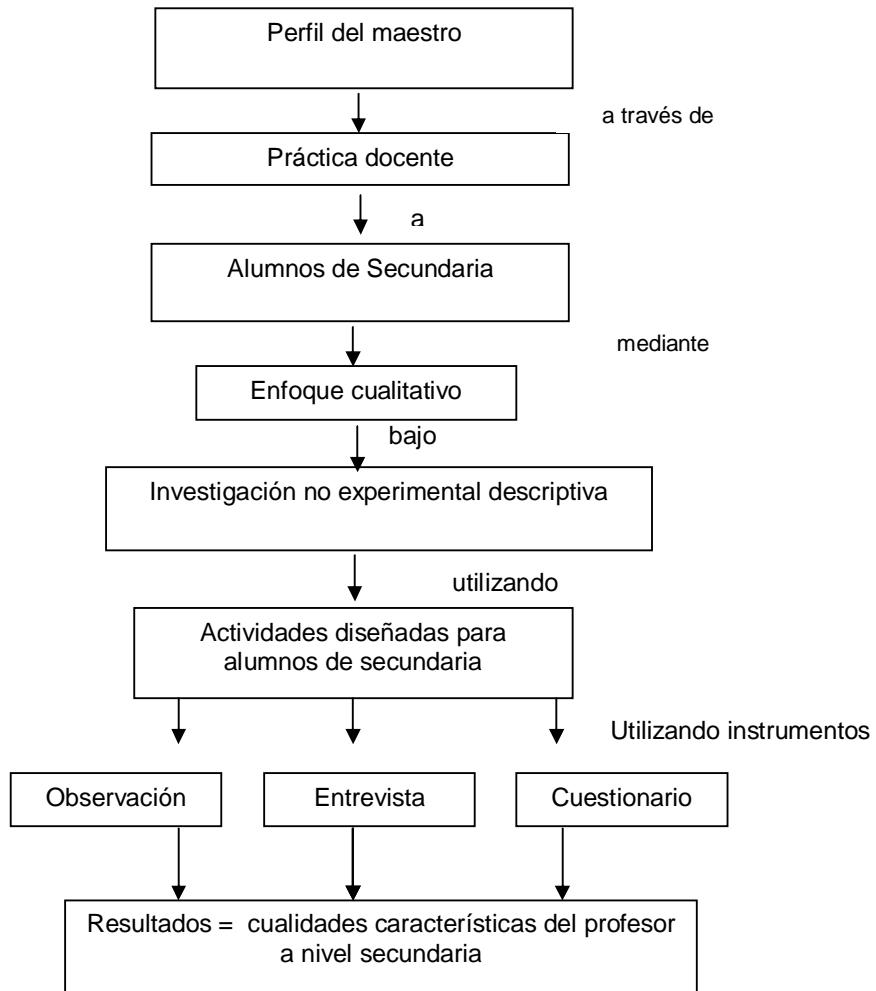 Perfil del maestro
a través de
Práctica docente
a
Alumnos de Secundaria
mediante
Enfoque cualitativo
bajo
Investigación no experimental descriptiva
utilizando
Actividades diseñadas para
alumnos de secundaria
Utilizando instrumentos
Observación
Entrevista
Cuestionario
Resultados = cualidades características del profesor
a nivel secundaria